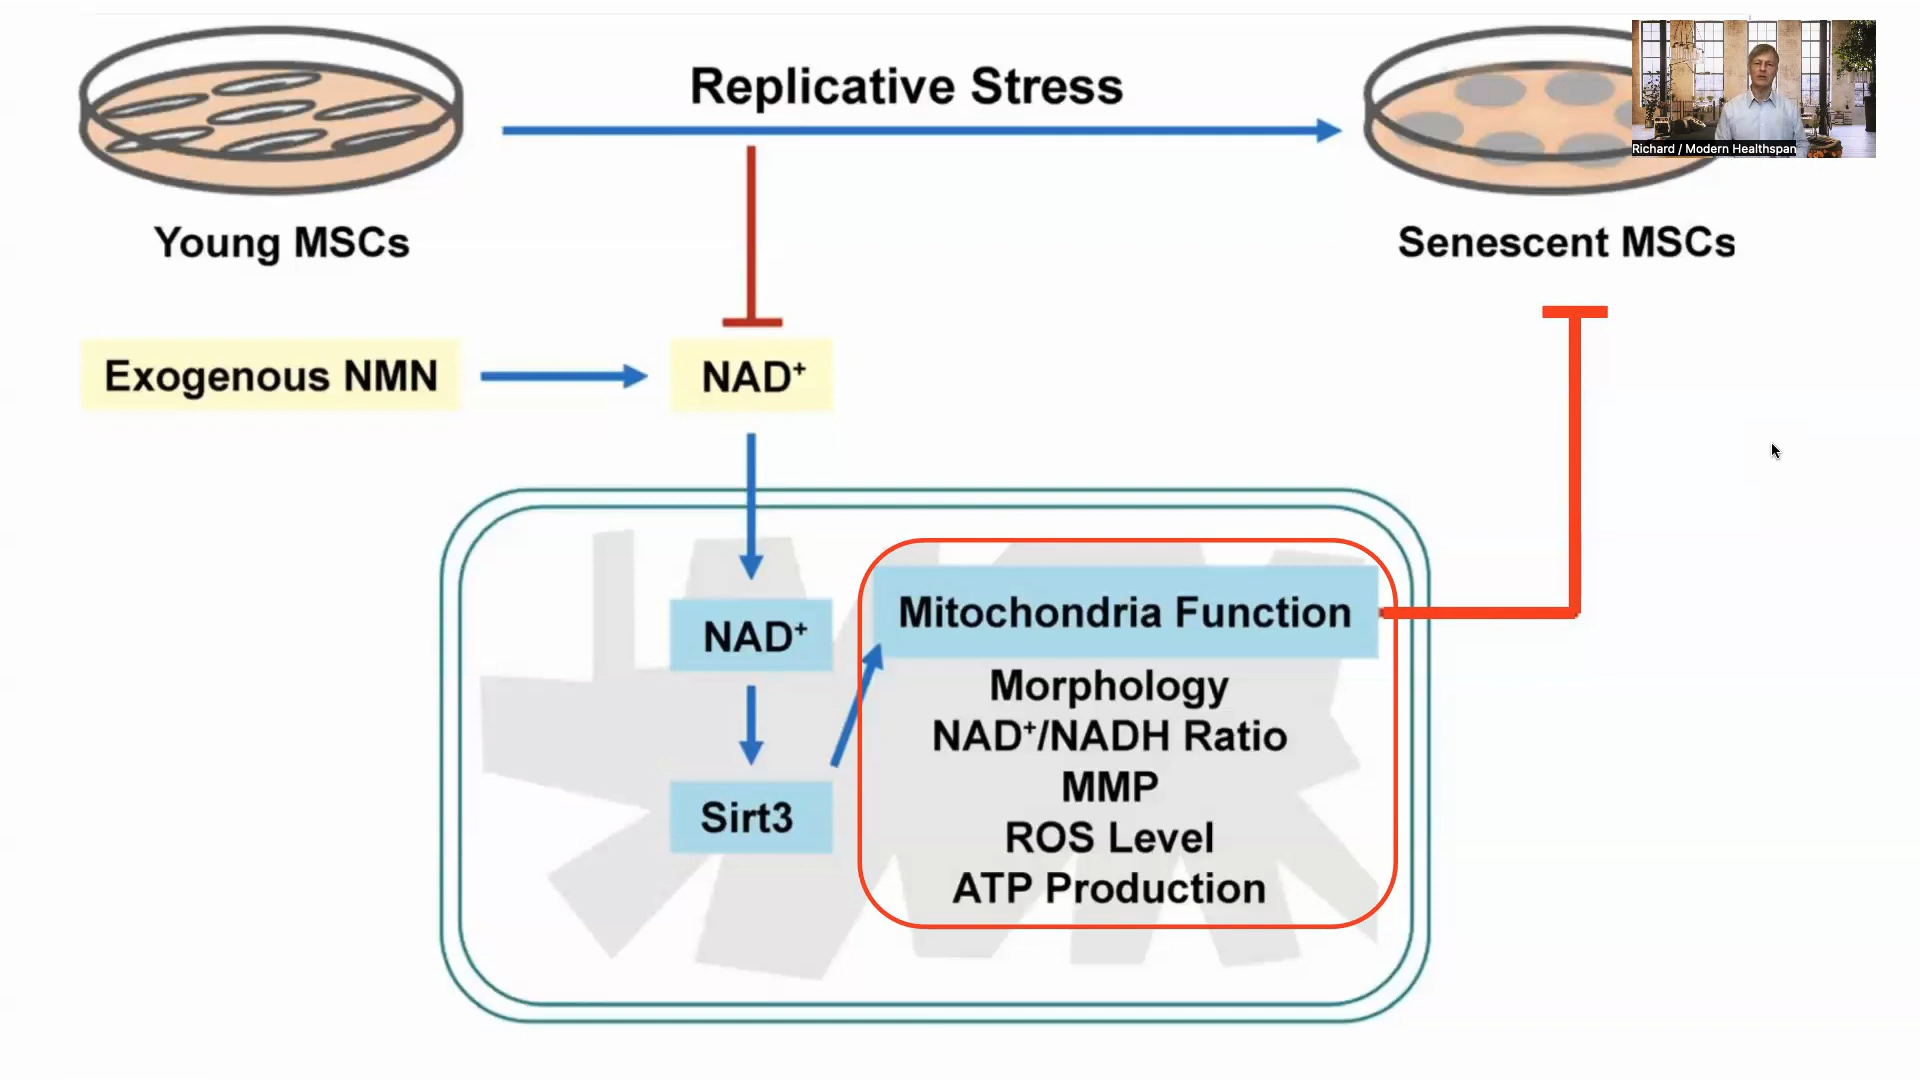 Replicative Stress
Richard / Modern Healthspan
Young MSCs
Senescent MSCs
Exogenous NMN
NAD⁺
NAD⁺
Sirt3
Mitochondria Function
Morphology
NAD⁺/NADH Ratio
MMP
ROS Level
ATP Production